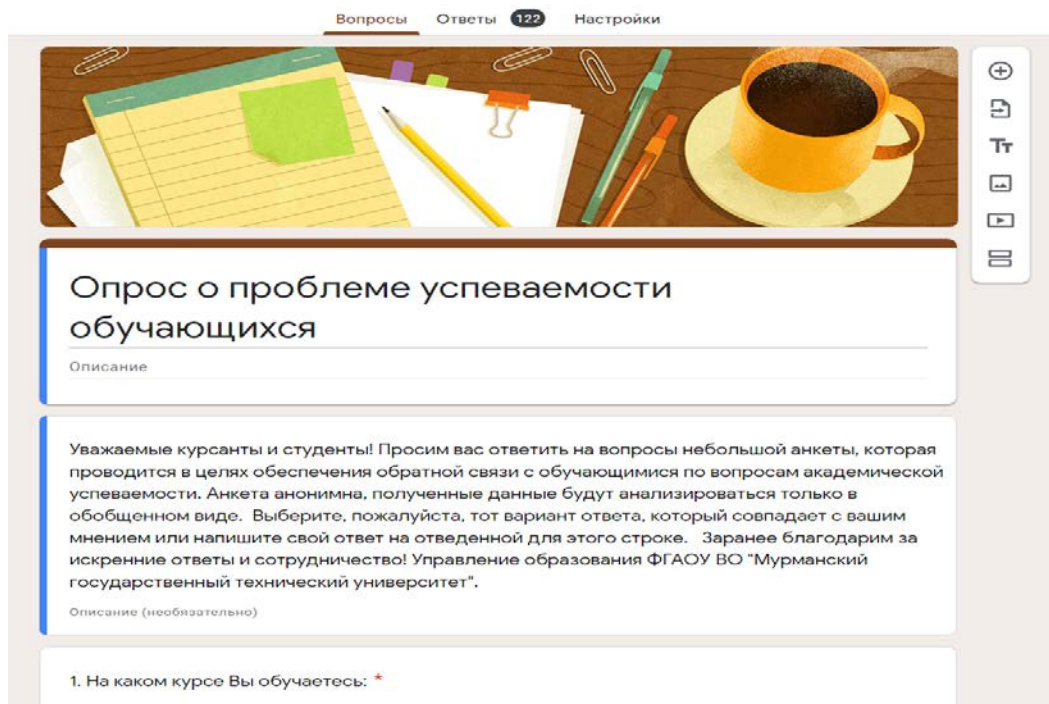 Вопросы Ответы 122 Настройки
Опрос о проблеме успеваемости
обучающихся
Описание
Уважаемые курсанты и студенты! Просим вас ответить на вопросы небольшой анкеты, которая
проводится в целях обеспечения обратной связи с обучающимися по вопросам академической
успеваемости. Анкета анонимна, полученные данные будут анализироваться только в
обобщенном виде. Выберите, пожалуйста, тот вариант ответа, который совпадает с вашим
мнением или напишите свой ответ на отведенной для этого строке. Заранее благодарим за
искренние ответы и сотрудничество! Управление образования ФГАОУ ВО "Мурманский
государственный технический университет".
Описание (необязательно)
1. На каком курсе Вы обучаетесь: *